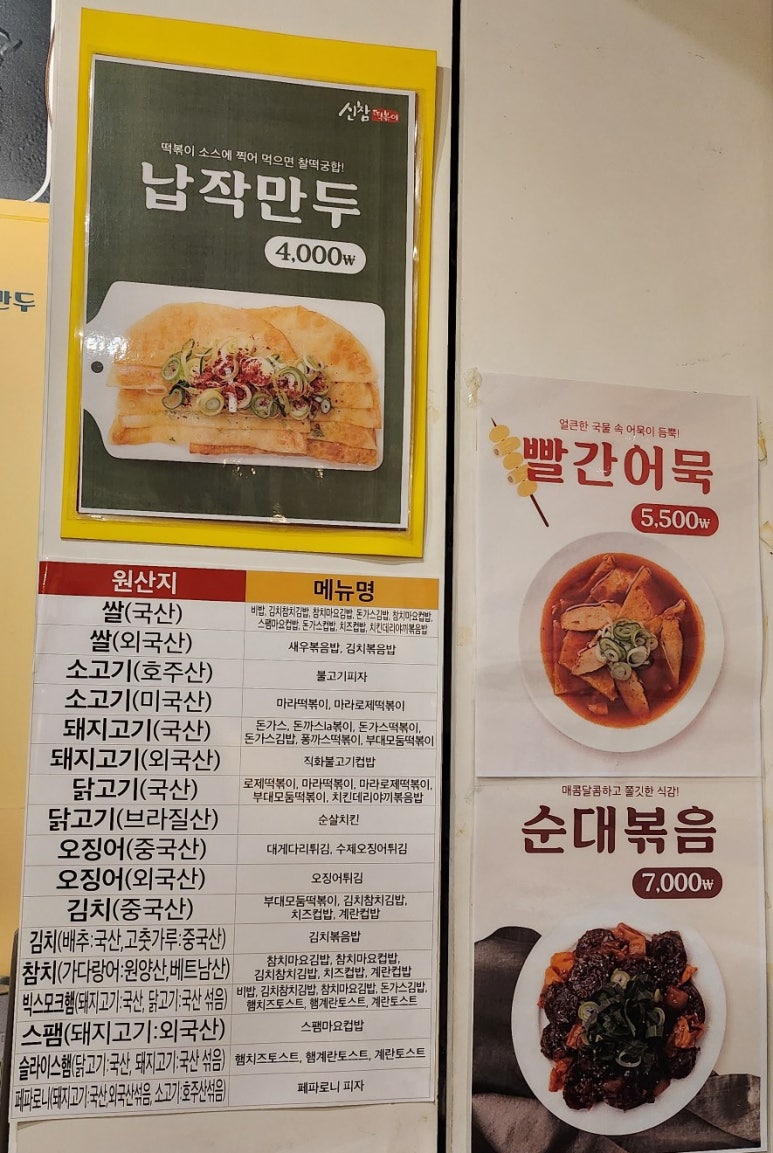 신참 떡볶이
떡볶이 소스에 찍어 먹으면 찰떡궁합!
납작만두
4,000₩
만두
원산지 메뉴명
쌀(국산) 비밥, 김치참치김밥, 참치마요김밥, 돈가스김밥, 참치마요컵밥,
스팸마요컵밥, 돈가스컵밥, 치즈컵밥, 치킨데리야끼볶음밥
쌀(외국산) 새우볶음밥, 김치볶음밥
소고기(호주산) 불고기피자
소고기(미국산) 마라떡볶이, 마라로제떡볶이
돼지고기(국산) 돈가스, 돈까스la볶이, 돈가스떡볶이,
돈가스김밥, 퐁까스떡볶이, 부대모둠떡볶이
돼지고기(외국산) 직화불고기컵밥
닭고기(국산) 로제떡볶이, 마라떡볶이, 마라로제떡볶이,
부대모둠떡볶이, 치킨데리야끼볶음밥
닭고기(브라질산) 순살치킨
오징어(중국산) 대게다리튀김, 수제오징어튀김
오징어(외국산) 오징어튀김
김치(중국산) 부대모둠떡볶이, 김치참치김밥,
치즈컵밥, 계란컵밥
김치(배추:국산,고춧가루:중국산) 김치볶음밥
참치(가다랑어:원양산,베트남산) 참치마요김밥, 참치마요컵밥,
김치참치김밥, 치즈컵밥, 계란컵밥
빅스모크햄(돼지고기:국산, 닭고기:국산 섞음) 비밥, 김치참치김밥, 참치마요김밥, 돈가스김밥,
햄치즈토스트, 햄계란토스트, 계란토스트
스팸(돼지고기:외국산) 스팸마요컵밥
슬라이스햄(닭고기:국산, 돼지고기:국산 섞음) 햄치즈토스트, 햄계란토스트, 계란토스트
페파로니(돼지고기:국산,외국산섞음, 소고기:호주산섞음) 페파로니 피자
얼큰한 국물 속 어묵이 듬뿍!
빨간어묵
5,500₩
매콤달콤하고 쫄깃한 식감!
순대볶음
7,000₩